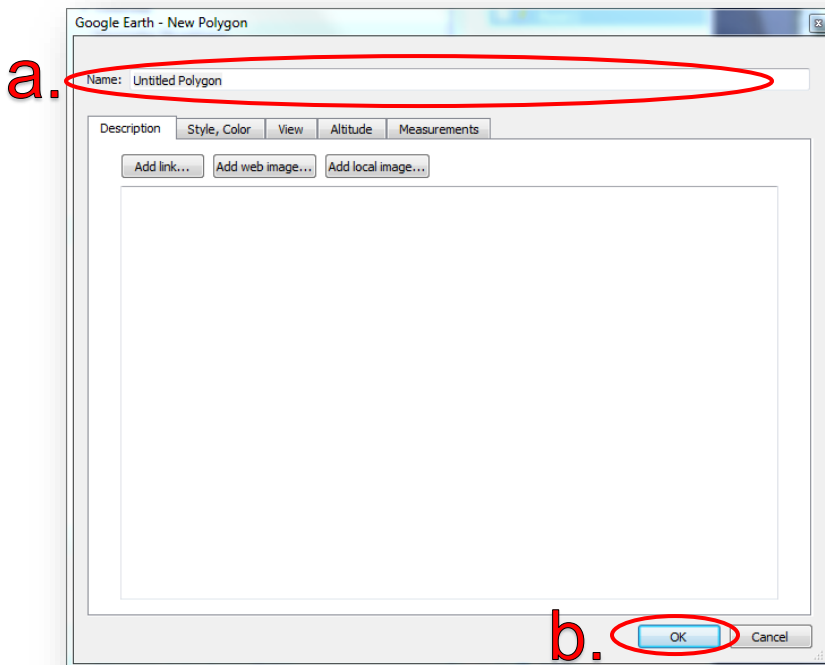 Google Earth - New Polygon
a.
Name: Untitled Polygon
Description Style, Color View Altitude Measurements
Add link... Add web image... Add local image...
b.
OK Cancel